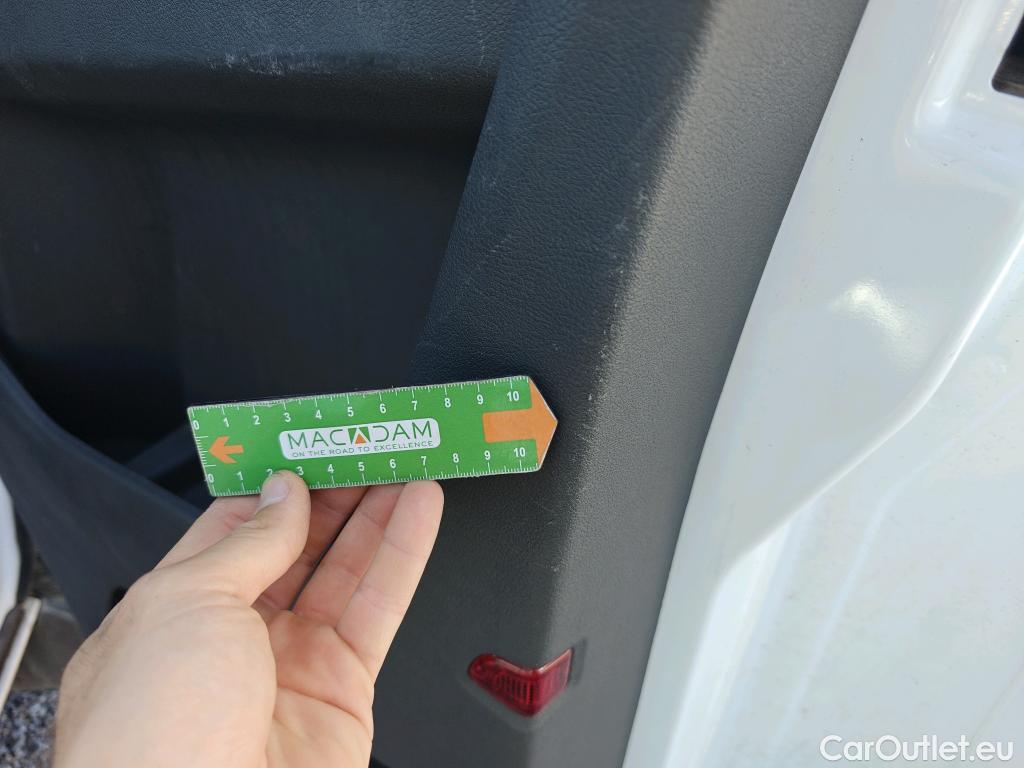 0 1 2 3 4 5 6 7 8 9 10
MACADAM
ON THE ROAD TO EXCELLENCE
0 1 2 3 4 5 6 7 8 9 10
CarOutlet.eu